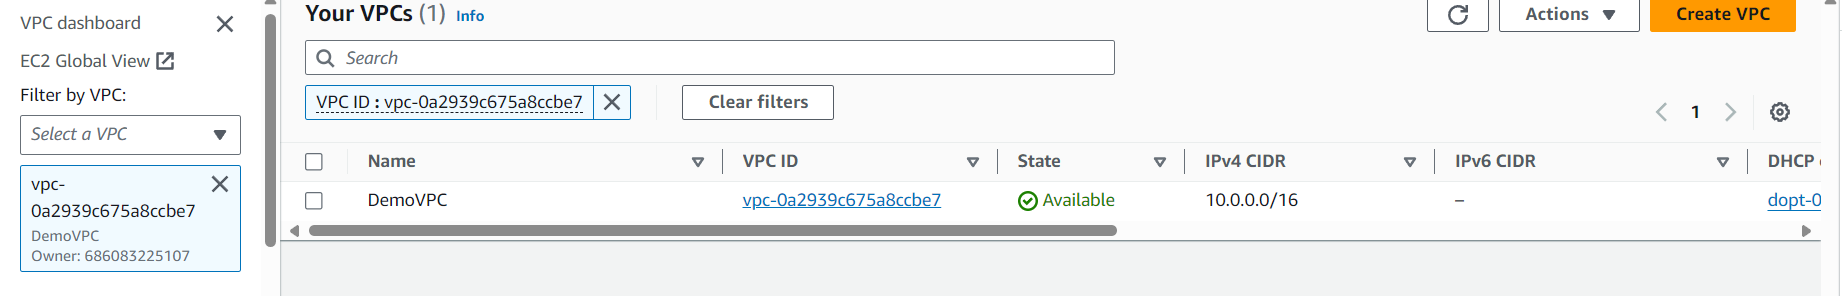 VPC dashboard
EC2 Global View
Filter by VPC:
Select a VPC
vpc-
0a2939c675a8ccbe7
DemoVPC
Owner: 686083225107
Your VPCs (1) Info
Actions
Create VPC
Search
VPC ID : vpc-0a2939c675a8ccbe7
Clear filters
1
Name VPC ID State IPv4 CIDR IPv6 CIDR DHCP
DemoVPC vpc-0a2939c675a8ccbe7 Available 10.0.0.0/16 – dopt-0